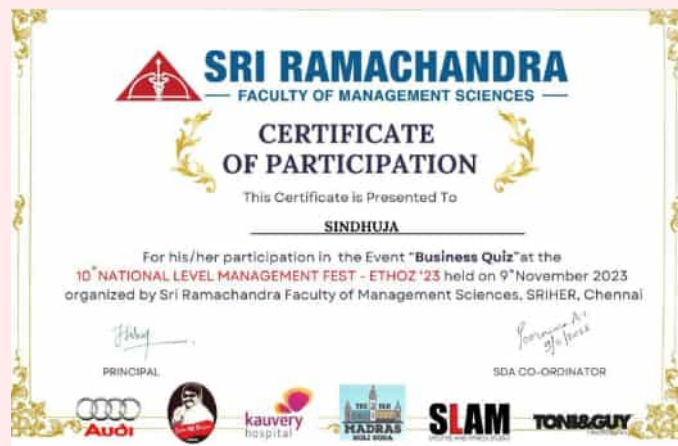 SRI RAMACHANDRA
FACULTY OF MANAGEMENT SCIENCES
CERTIFICATE
OF PARTICIPATION
This Certificate is Presented To
SINDHUJA
For his/her participation in the Event "Business Quiz" at the
10ᵗʰ NATIONAL LEVEL MANAGEMENT FEST - ETHOZ '23 held on 9ᵗʰ November 2023
organized by Sri Ramachandra Faculty of Management Sciences, SRIHER, Chennai
PRINCIPAL
SDA CO-ORDINATOR
Audi
kauvery
hospital
MADRAS
SLAM
TONI&GUY